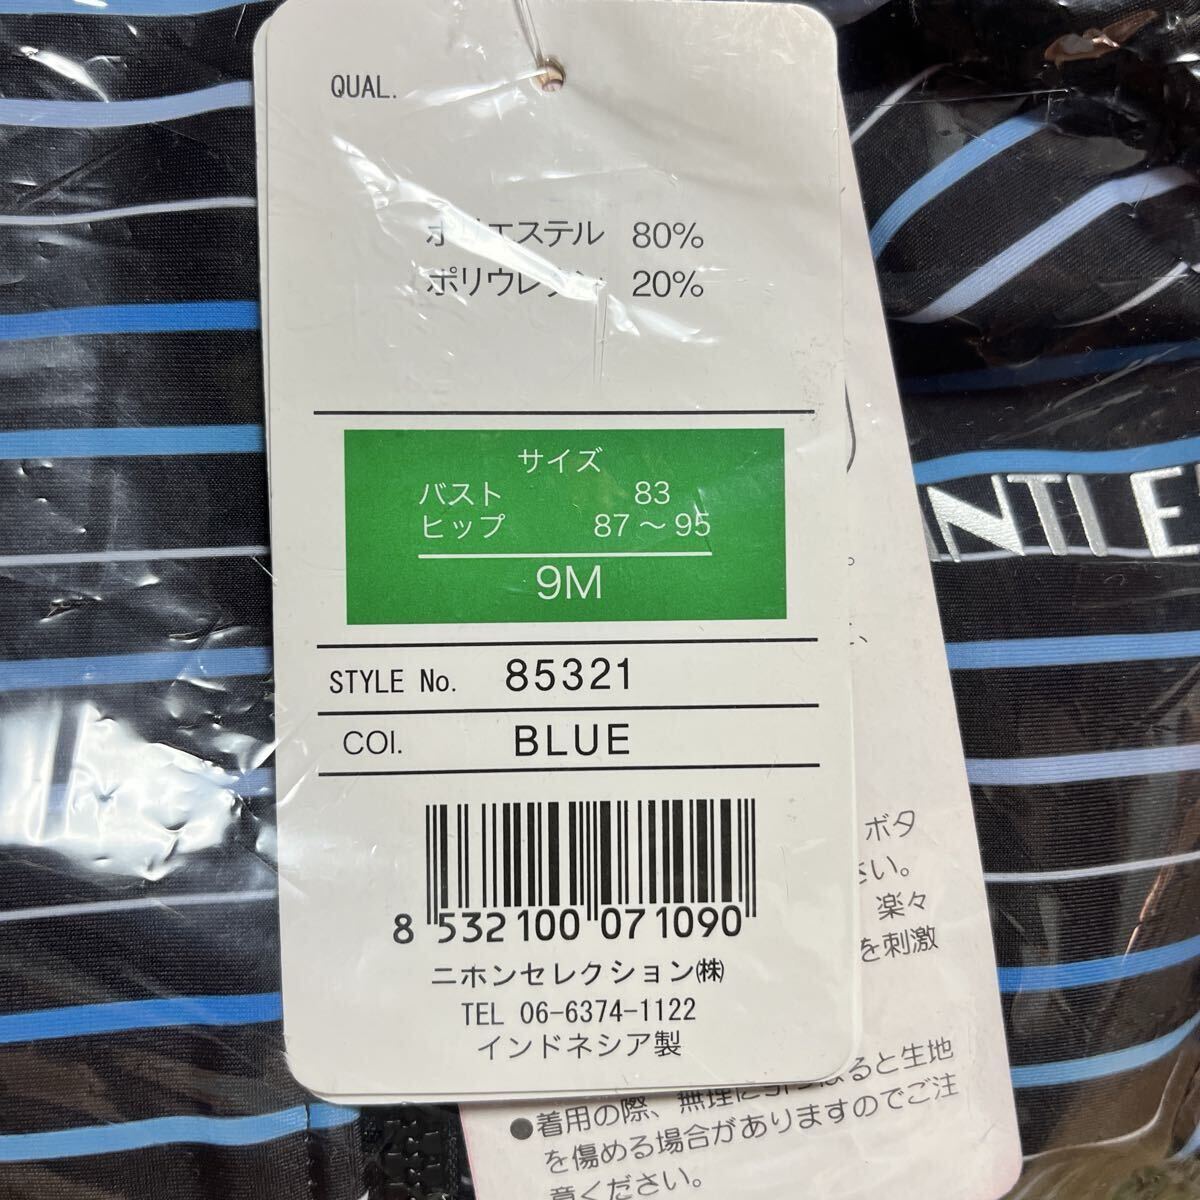 QUAL.
ポリエステル 80%
ポリウレタン 20%
サイズ
バスト 83
ヒップ 87～95
9M
STYLE No. 85321
COl. BLUE
8 532100 071090
ニホンセレクション㈱
TEL 06-6374-1122
インドネシア製
ANTI E
ボタ
さい。
楽々
を刺激
●着用の際、無理に引っぱると生地
を傷める場合がありますのでご注
意ください。